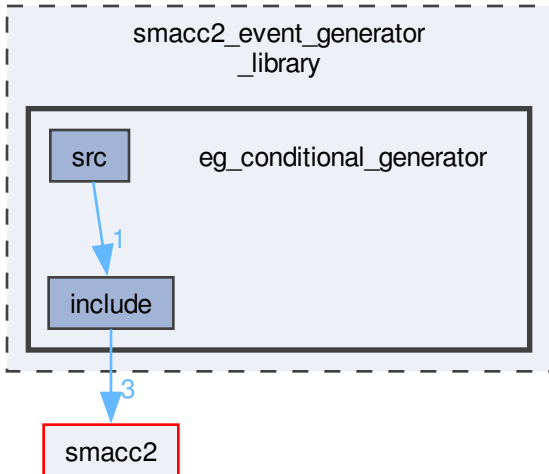 smacc2_event_generator
_library
src
eg_conditional_generator
1
include
3
smacc2